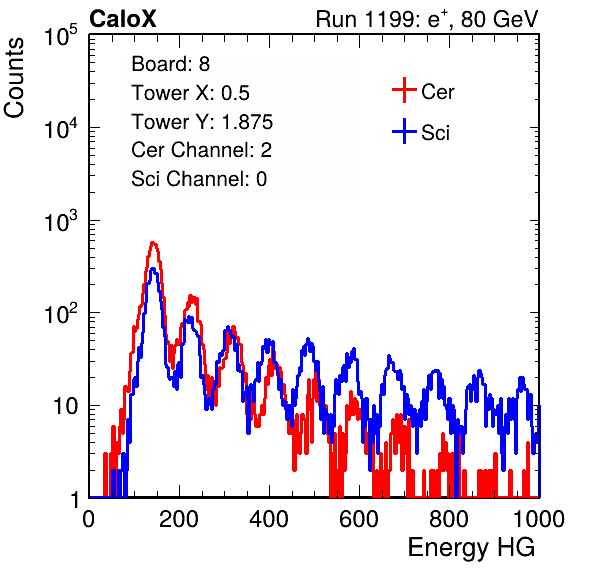 CaloX Run 1199: e⁺, 80 GeV
Counts
Board: 8
Tower X: 0.5
Tower Y: 1.875
Cer Channel: 2
Sci Channel: 0
Cer
Sci
10⁵
10⁴
10³
10²
10
1
0 200 400 600 800 1000
Energy HG